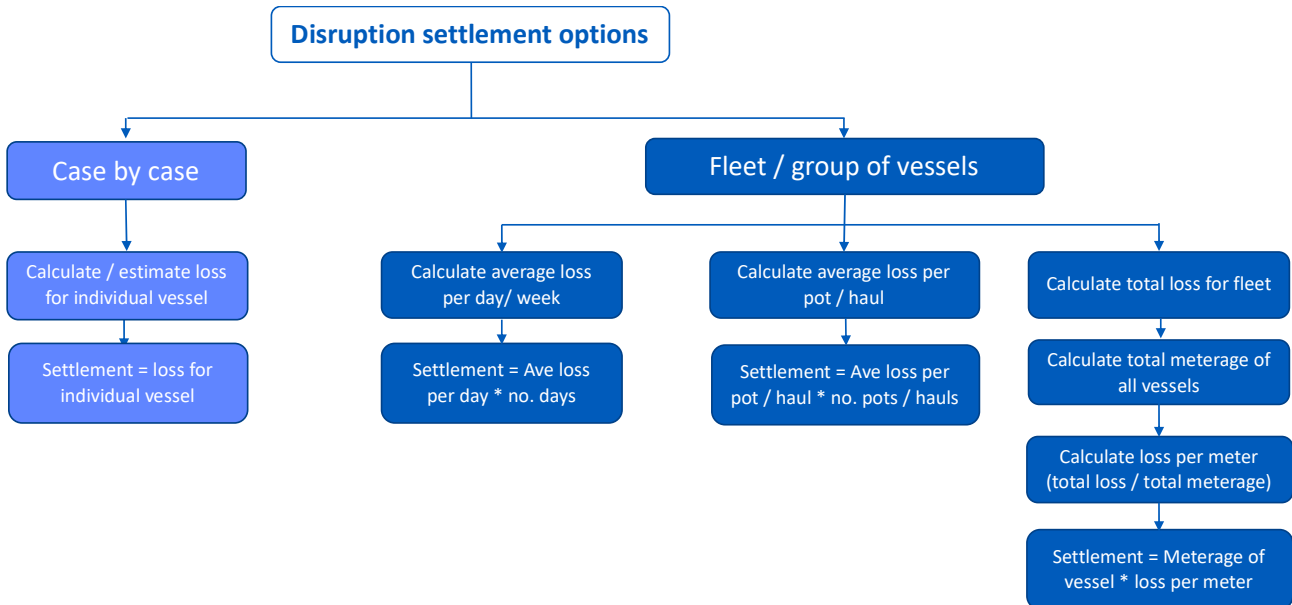 Disruption settlement options
Case by case
Fleet / group of vessels
Calculate / estimate loss
for individual vessel
Calculate average loss
per day/ week
Calculate average loss per
pot / haul
Calculate total loss for fleet
Settlement = loss for
individual vessel
Settlement = Ave loss
per day * no. days
Settlement = Ave loss per
pot / haul * no. pots / hauls
Calculate total meterage of
all vessels
Calculate loss per meter
(total loss / total meterage)
Settlement = Meterage of
vessel * loss per meter